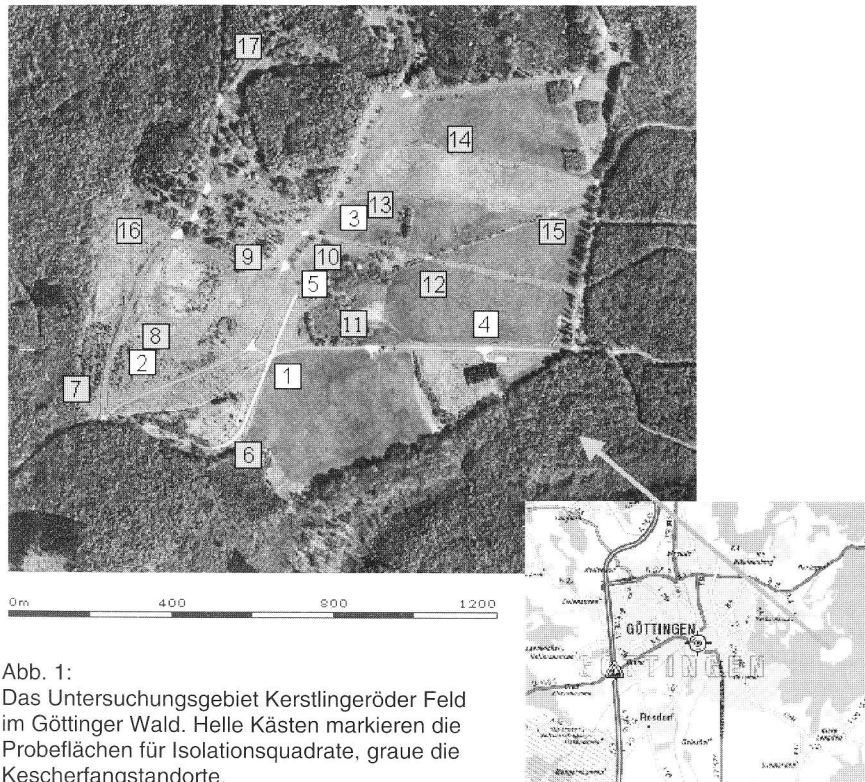 17
14
13
3
16
15
9
10
5
12
11
4
8
2
1
7
6
0m 400 800 1200
GÖTTINGEN
GÖTTINGEN
Rosdorf
Abb. 1:
Das Untersuchungsgebiet Kerstlingeröder Feld
im Göttinger Wald. Helle Kästen markieren die
Probeflächen für Isolationsquadrate, graue die
Kescherfangstandorte.